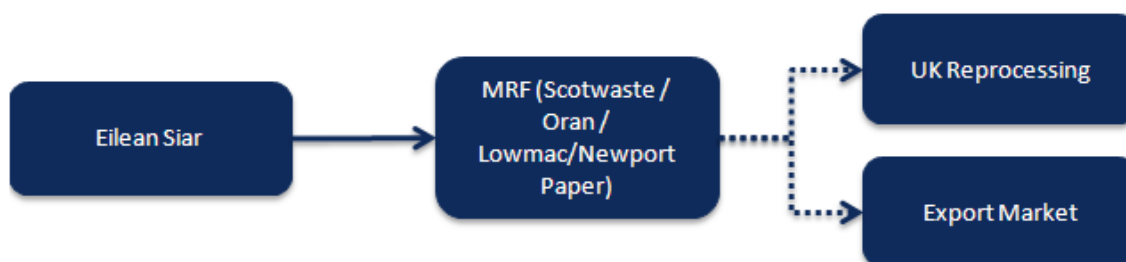 Eilean Siar
MRF (Scotwaste /
Oran /
Lowmac/Newport
Paper)
UK Reprocessing
Export Market